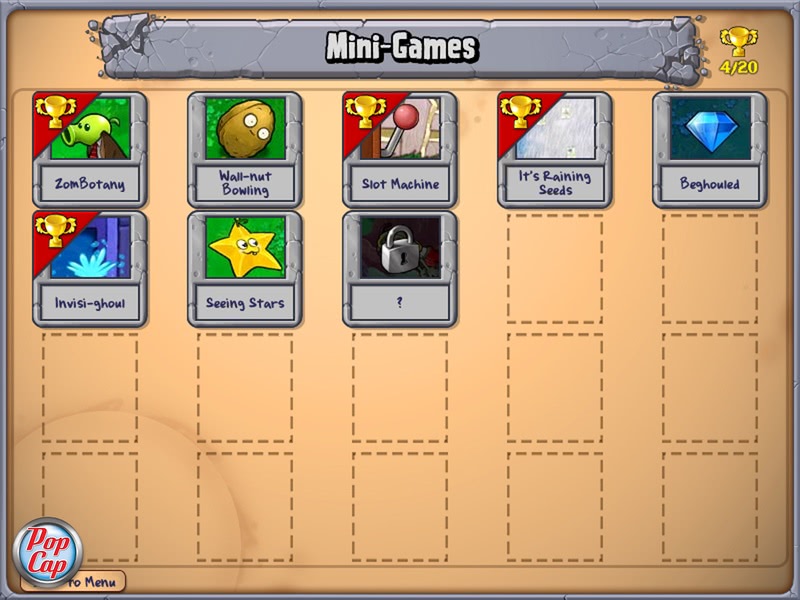 Mini-Games
4/20
ZomBotany
Wall-nut
Bowling
Slot Machine
It's Raining
Seeds
Beghouled
Invisi-ghoul
Seeing Stars
?
Pop
Cap
to Menu